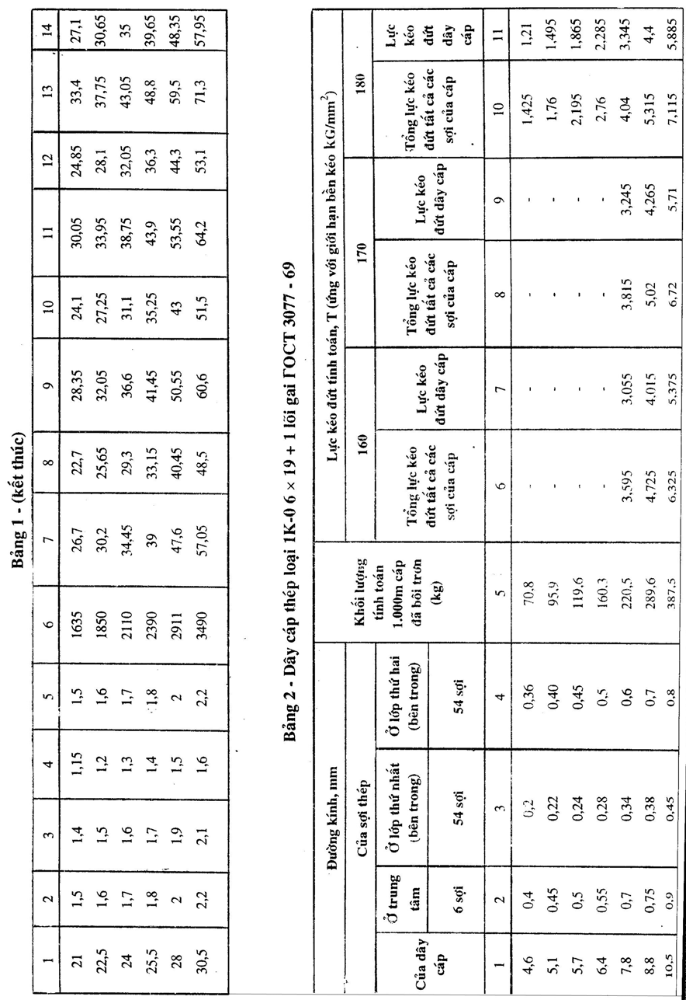 Bảng 1 - (kết thúc)
1 2 3 4 5 6 7 8 9 10 11 12 13 14
21 1,5 1,4 1,15 1,5 1635 26,7 22,7 28,35 24,1 30,05 24,85 33,4 27,1
22,5 1,6 1,5 1,2 1,6 1850 30,2 25,65 32,05 27,25 33,95 28,1 37,75 30,65
24 1,7 1,6 1,3 1,7 2110 34,45 29,3 36,6 31,1 38,75 32,05 43,05 35
25,5 1,8 1,7 1,4 1,8 2390 39 33,15 41,45 35,25 43,9 36,3 48,8 39,65
28 2 1,9 1,5 2 2911 47,6 40,45 50,55 43 53,55 44,3 59,5 48,35
30,5 2,2 2,1 1,6 2,2 3490 57,05 48,5 60,6 51,5 64,2 53,1 71,3 57,95
Bảng 2 - Dây cáp thép loại 1K-0 6 × 19 + 1 lõi gai ГОСТ 3077 - 69
Đường kính, mm
Của dây cáp
Của sợi thép
Ở trung tâm
6 sợi
Ở lớp thứ nhất (bên trong)
54 sợi
Ở lớp thứ hai (bên trong)
54 sợi
Khối lượng
tính toán
1.000m cáp
đã bôi trơn
(kg)
Lực kéo đứt tính toán, T (ứng với giới hạn bền kéo kG/mm²)
160 170 180
Tổng lực kéo
đứt tất cả các
sợi của cáp
Lực kéo
đứt dây cáp
Tổng lực kéo
đứt tất cả các
sợi của cáp
Lực kéo
đứt dây cáp
Tổng lực kéo
đứt tất cả các
sợi của cáp
Lực
kéo
đứt
dây
cáp
1 2 3 4 5 6 7 8 9 10 11
4,6 0,4 0,2 0,36 70,8 - - - - 1,425 1,21
5,1 0,45 0,22 0,40 95,9 - - - - 1,76 1,495
5,7 0,5 0,24 0,45 119,6 - - - - 2,195 1,865
6,4 0,55 0,28 0,5 160,3 - - - - 2,76 2,285
7,8 0,7 0,34 0,6 220,5 3,595 3,055 3,815 3,245 4,04 3,345
8,8 0,75 0,38 0,7 289,6 4,725 4,015 5,02 4,265 5,315 4,4
10,5 0,9 0,45 0,8 387,5 6,325 5,375 6,72 5,71 7,115 5,885